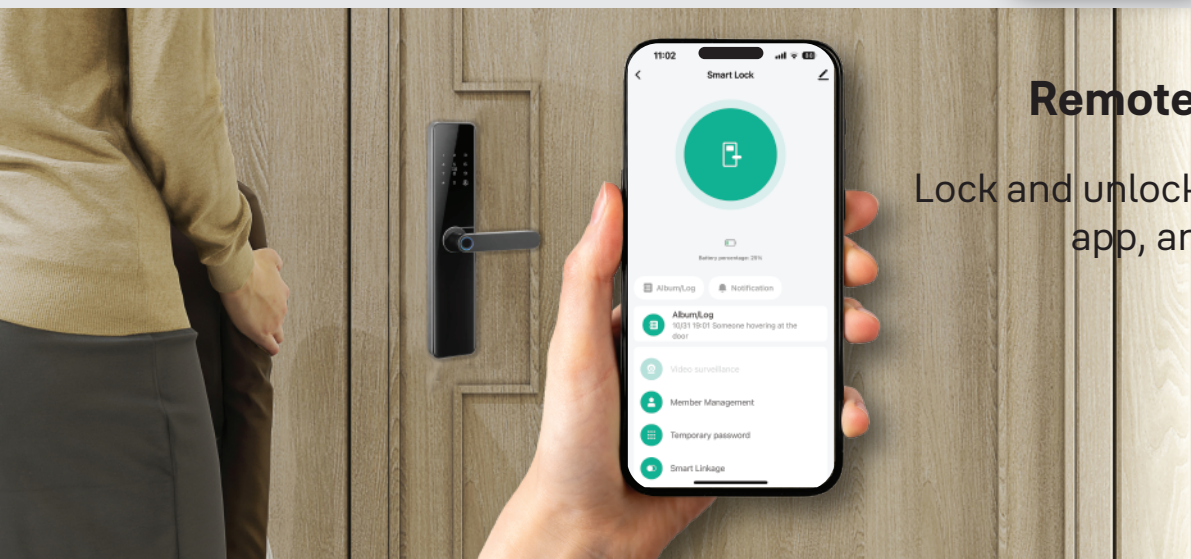 11:02
Smart Lock
Battery percentage: 25%
Album/Log
Notification
Album/Log
10/31 19:01 Someone hovering at the
door
Video surveillance
Member Management
Temporary password
Smart Linkage
Remote
Lock and unlock
app, an